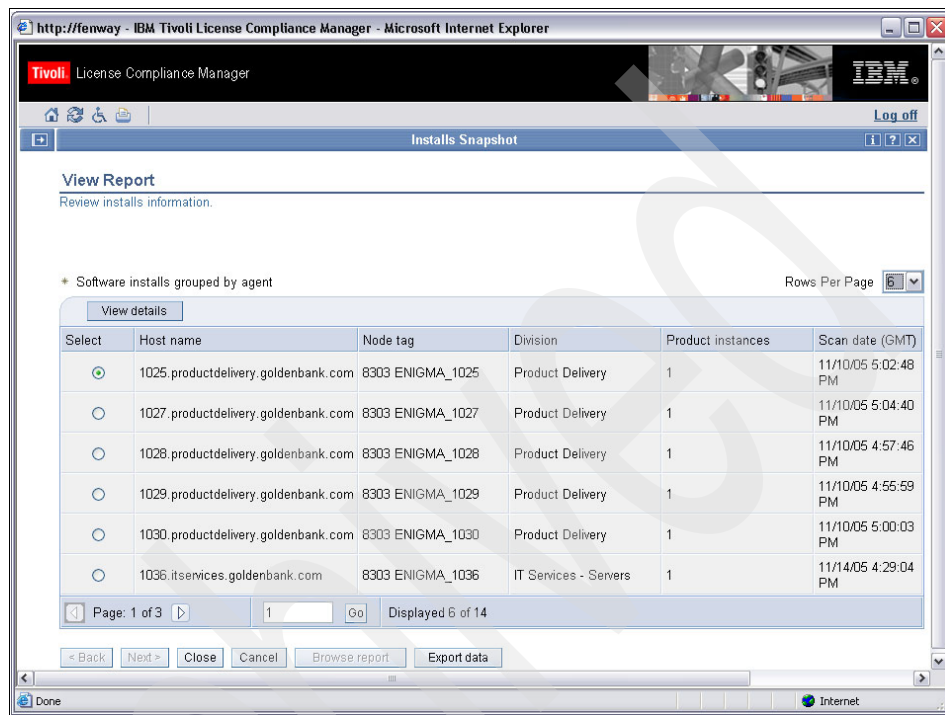 http://fenway - IBM Tivoli License Compliance Manager - Microsoft Internet Explorer
Tivoli. License Compliance Manager
IBM®
Log off
Installs Snapshot
View Report
Review installs information.
Software installs grouped by agent
Rows Per Page 6
View details
Select Host name Node tag Division Product instances Scan date (GMT)
1025.productdelivery.goldenbank.com 8303 ENIGMA_1025 Product Delivery 1 11/10/05 5:02:48 PM
1027.productdelivery.goldenbank.com 8303 ENIGMA_1027 Product Delivery 1 11/10/05 5:04:40 PM
1028.productdelivery.goldenbank.com 8303 ENIGMA_1028 Product Delivery 1 11/10/05 4:57:46 PM
1029.productdelivery.goldenbank.com 8303 ENIGMA_1029 Product Delivery 1 11/10/05 4:55:59 PM
1030.productdelivery.goldenbank.com 8303 ENIGMA_1030 Product Delivery 1 11/10/05 5:00:03 PM
1036.itservices.goldenbank.com 8303 ENIGMA_1036 IT Services - Servers 1 11/14/05 4:29:04 PM
Page: 1 of 3 1 Go Displayed 6 of 14
< Back Next > Close Cancel Browse report Export data
Done Internet